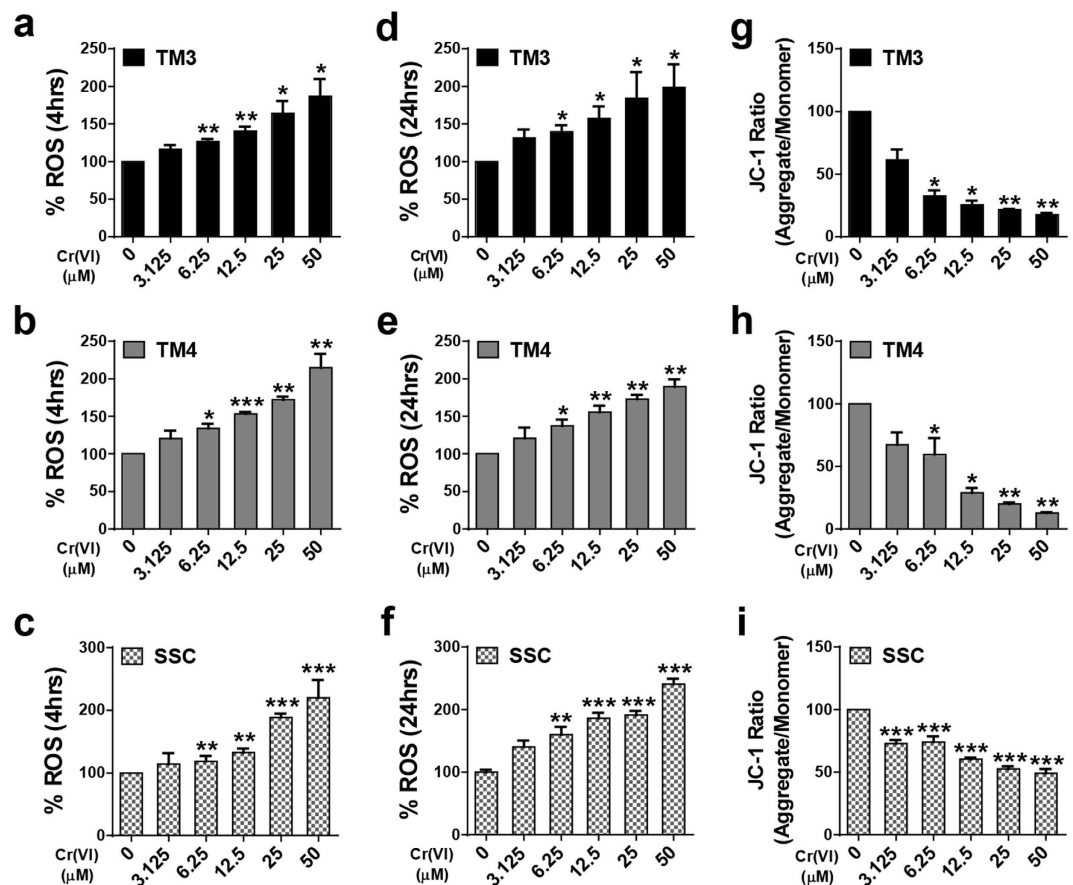 a
TM3
% ROS (4hrs)
250
200
150
100
50
0
** ** * *
Cr(VI)
(µM)
0 3.125 6.25 12.5 25 50
d
TM3
% ROS (24hrs)
250
200
150
100
50
0
* * * *
0 3.125 6.25 12.5 25 50
g
TM3
JC-1 Ratio
(Aggregate/Monomer)
150
100
50
0
* * ** **
Cr(VI)
(µM)
0 3.125 6.25 12.5 25 50
b
TM4
% ROS (4hrs)
250
200
150
100
50
0
* *** ** **
Cr(VI)
(µM)
0 3.125 6.25 12.5 25 50
e
TM4
% ROS (24hrs)
250
200
150
100
50
0
* ** ** **
Cr(VI)
(µM)
0 3.125 6.25 12.5 25 50
h
TM4
JC-1 Ratio
(Aggregate/Monomer)
150
100
50
0
* * ** **
Cr(VI)
(µM)
0 3.125 6.25 12.5 25 50
c
SSC
% ROS (4hrs)
300
200
100
0
** ** *** ***
Cr(VI)
(µM)
0 3.125 6.25 12.5 25 50
f
SSC
% ROS (24hrs)
300
200
100
0
** *** *** ***
Cr(VI)
(µM)
0 3.125 6.25 12.5 25 50
i
SSC
JC-1 Ratio
(Aggregate/Monomer)
150
100
50
0
*** *** *** *** ***
Cr(VI)
(µM)
0 3.125 6.25 12.5 25 50